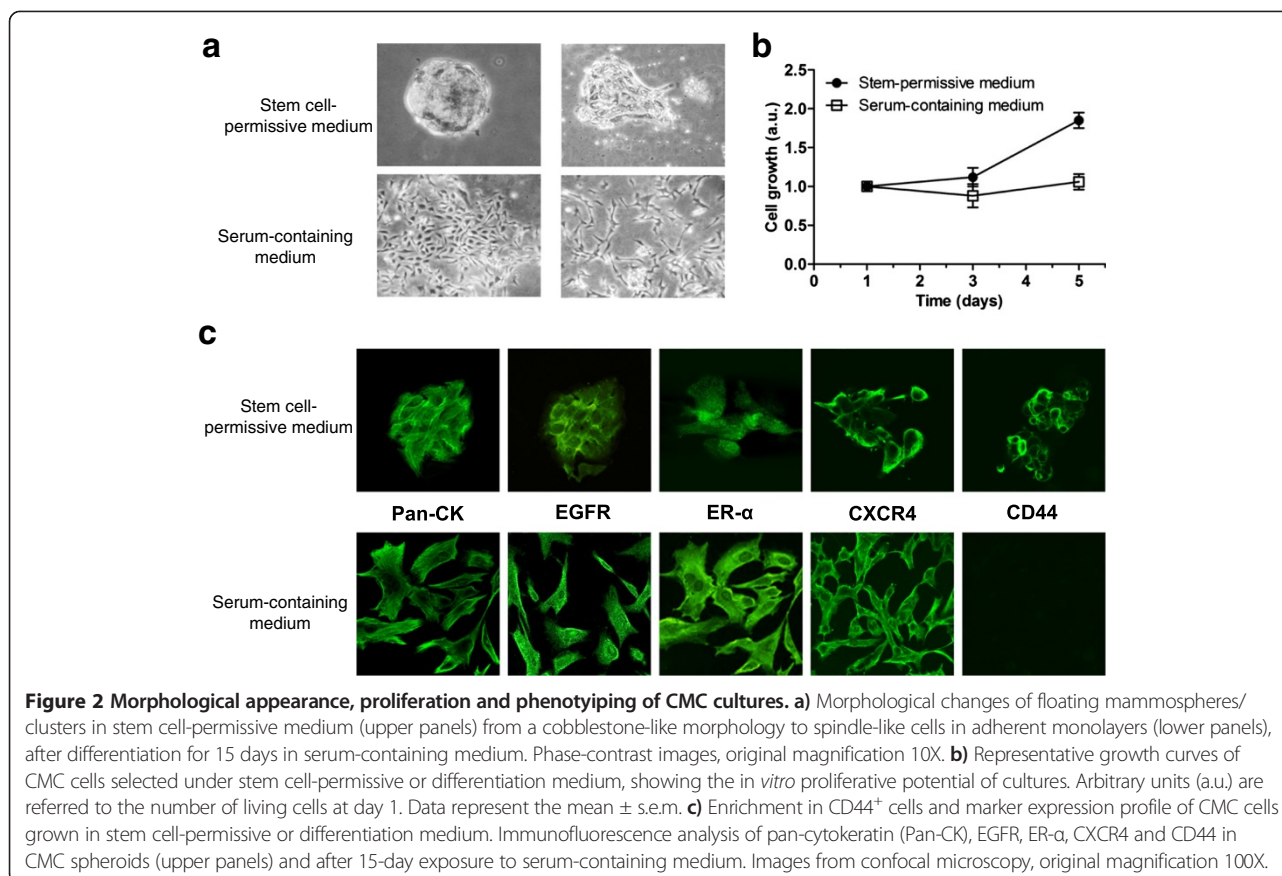 a
Stem cell-
permissive medium
Serum-containing
medium
b
2.5
2.0
1.5
1.0
0.5
0.0
Cell growth (a.u.)
Stem-permissive medium
Serum-containing medium
0 1 2 3 4 5
Time (days)
c
Stem cell-
permissive medium
Pan-CK EGFR ER-α CXCR4 CD44
Serum-containing
medium
Figure 2 Morphological appearance, proliferation and phenotyiping of CMC cultures. a) Morphological changes of floating mammospheres/
clusters in stem cell-permissive medium (upper panels) from a cobblestone-like morphology to spindle-like cells in adherent monolayers (lower panels),
after differentiation for 15 days in serum-containing medium. Phase-contrast images, original magnification 10X. b) Representative growth curves of
CMC cells selected under stem cell-permissive or differentiation medium, showing the in vitro proliferative potential of cultures. Arbitrary units (a.u.) are
referred to the number of living cells at day 1. Data represent the mean ± s.e.m. c) Enrichment in CD44⁺ cells and marker expression profile of CMC cells
grown in stem cell-permissive or differentiation medium. Immunofluorescence analysis of pan-cytokeratin (Pan-CK), EGFR, ER-α, CXCR4 and CD44 in
CMC spheroids (upper panels) and after 15-day exposure to serum-containing medium. Images from confocal microscopy, original magnification 100X.